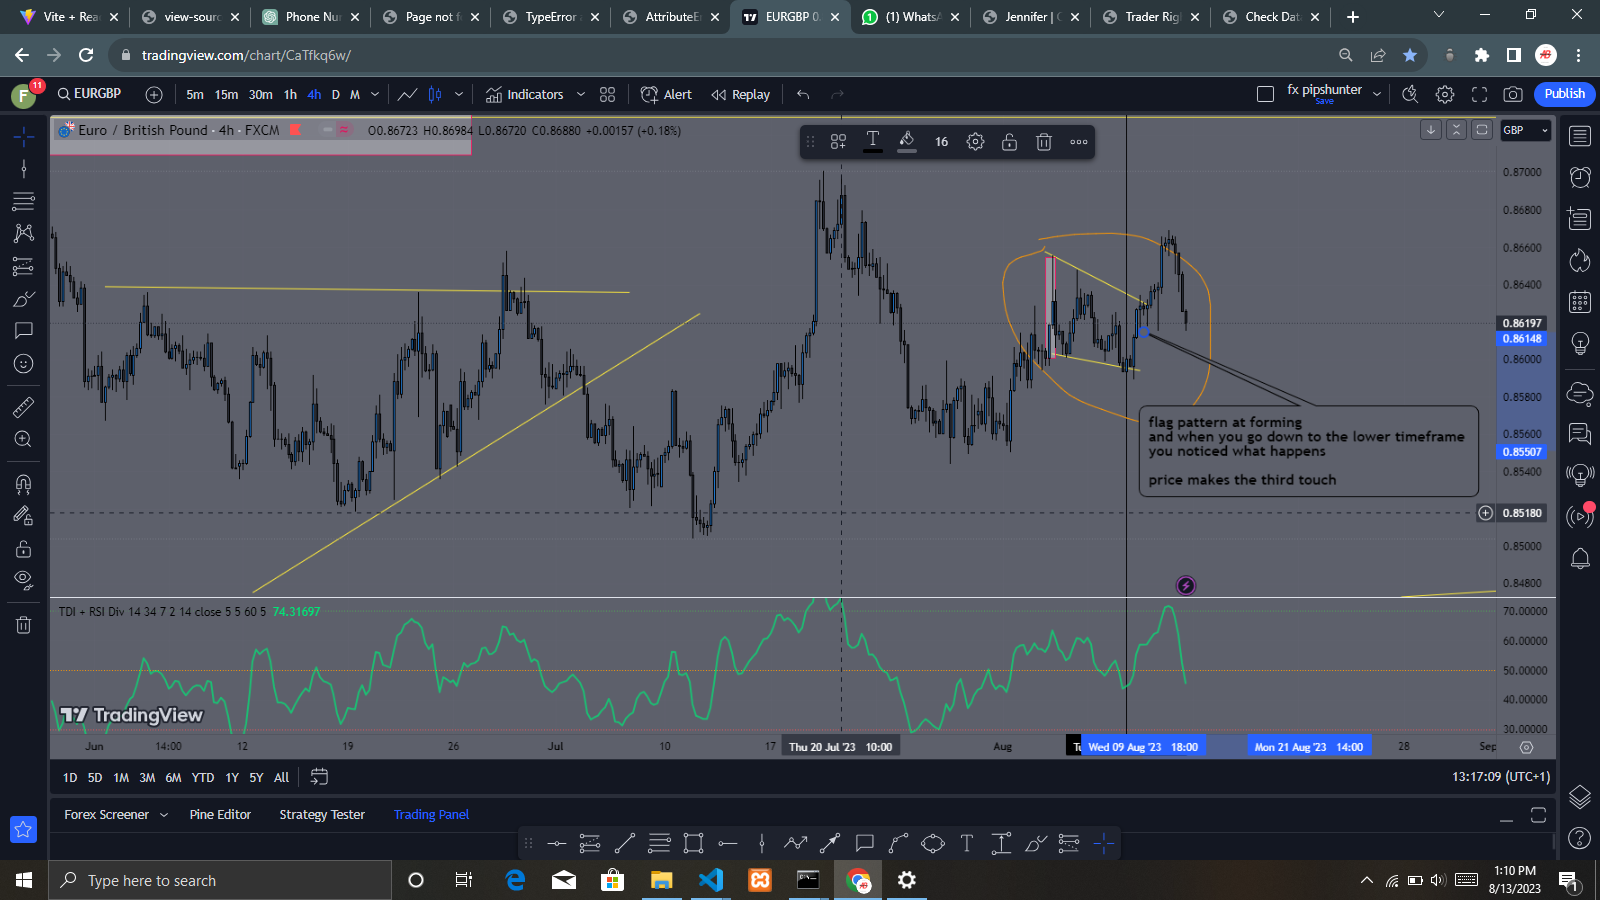 Vite + Rea
view-sourc
Phone Nur
Page not f
TypeError a
AttributeEr
EURGBP 0.
(1) WhatsA
Jennifer | C
Trader Rig
Check Dat
tradingview.com/chart/CaTfkq6w/
F
11
EURGBP
5m 15m 30m 1h 4h D M
Indicators
Alert
Replay
fx pipshunter
Save
Publish
Euro / British Pound · 4h · FXCM
O0.86723 H0.86984 L0.86720 C0.86880 +0.00157 (+0.18%)
16
GBP
0.87000
0.86800
0.86600
0.86400
0.86197
0.86148
0.86000
0.85800
0.85600
0.85507
0.85400
0.85180
0.85000
0.84800
flag pattern at forming
and when you go down to the lower timeframe
you noticed what happens
price makes the third touch
TDI + RSI Div 14 34 7 2 14 close 5 5 60 5 74.31697
70.00000
60.00000
50.00000
40.00000
30.00000
TradingView
Jun 14:00 12 19 26 Jul 10 17 Thu 20 Jul '23 10:00 Aug Tu Wed 09 Aug '23 18:00 Mon 21 Aug '23 14:00 28 Sep
1D 5D 1M 3M 6M YTD 1Y 5Y All
13:17:09 (UTC+1)
Forex Screener
Pine Editor
Strategy Tester
Trading Panel
Type here to search
1:10 PM
8/13/2023
1